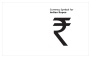 Currency Symbol for
Indian Rupee
₹